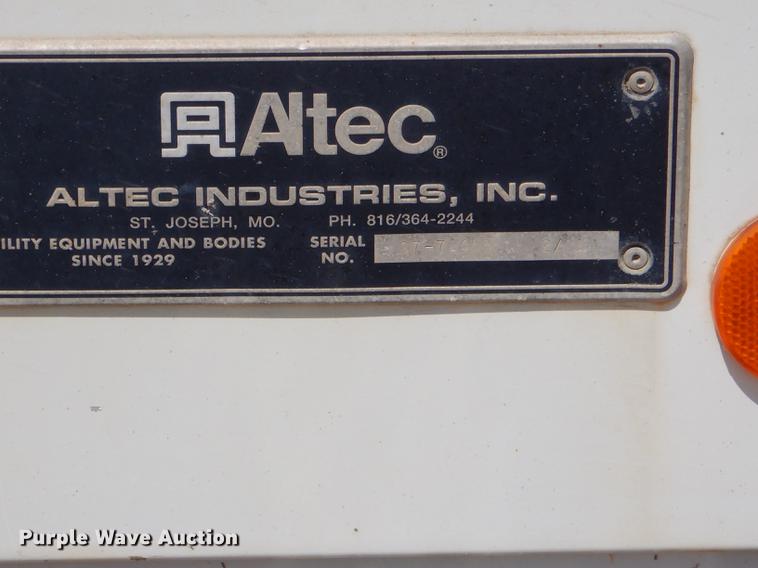 Altec®
ALTEC INDUSTRIES, INC.
ST. JOSEPH, MO. PH. 816/364-2244
ILITY EQUIPMENT AND BODIES SERIAL
SINCE 1929 NO.
Purple Wave Auction